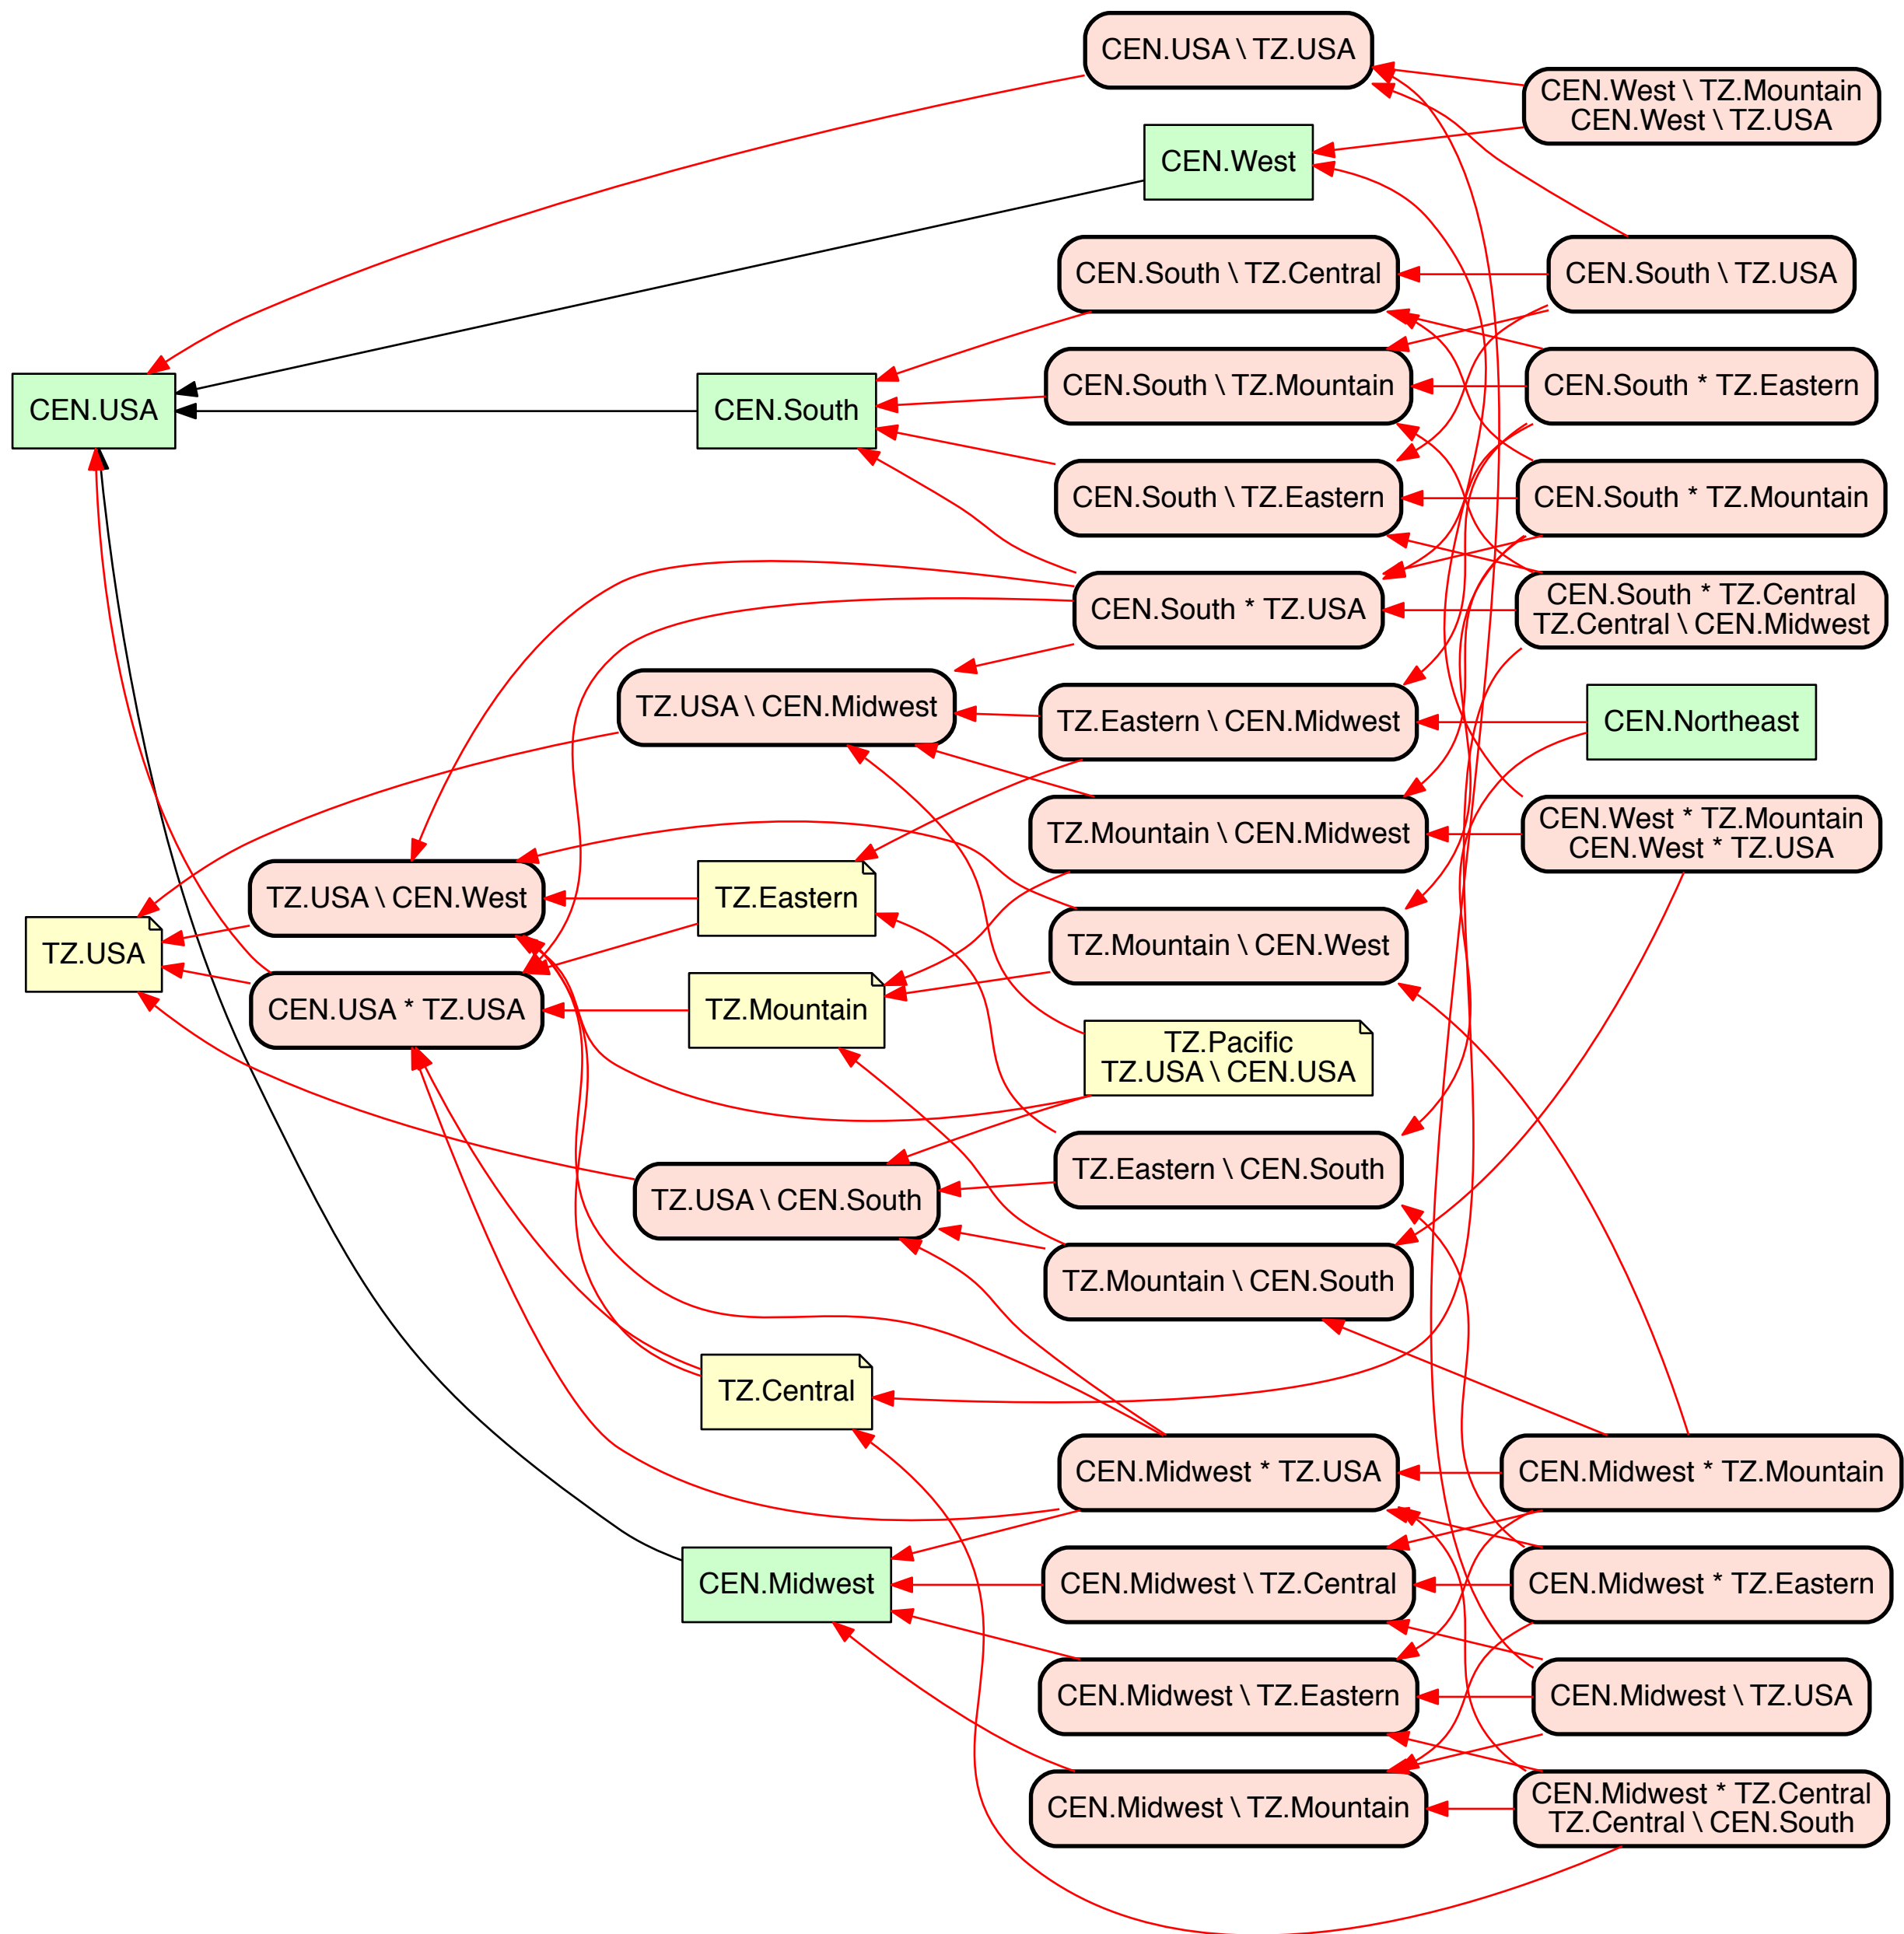 CEN.USA \ TZ.USA
CEN.West \ TZ.Mountain
CEN.West \ TZ.USA
CEN.West
CEN.South \ TZ.Central
CEN.South \ TZ.USA
CEN.USA
CEN.South
CEN.South \ TZ.Mountain
CEN.South * TZ.Eastern
CEN.South \ TZ.Eastern
CEN.South * TZ.Mountain
CEN.South * TZ.USA
CEN.South * TZ.Central
TZ.Central \ CEN.Midwest
TZ.USA \ CEN.Midwest
TZ.Eastern \ CEN.Midwest
CEN.Northeast
TZ.Mountain \ CEN.Midwest
CEN.West * TZ.Mountain
CEN.West * TZ.USA
TZ.USA \ CEN.West
TZ.Eastern
TZ.Mountain \ CEN.West
TZ.USA
CEN.USA * TZ.USA
TZ.Mountain
TZ.Pacific
TZ.USA \ CEN.USA
TZ.Eastern \ CEN.South
TZ.USA \ CEN.South
TZ.Mountain \ CEN.South
TZ.Central
CEN.Midwest * TZ.USA
CEN.Midwest * TZ.Mountain
CEN.Midwest
CEN.Midwest \ TZ.Central
CEN.Midwest * TZ.Eastern
CEN.Midwest \ TZ.Eastern
CEN.Midwest \ TZ.USA
CEN.Midwest \ TZ.Mountain
CEN.Midwest * TZ.Central
TZ.Central \ CEN.South